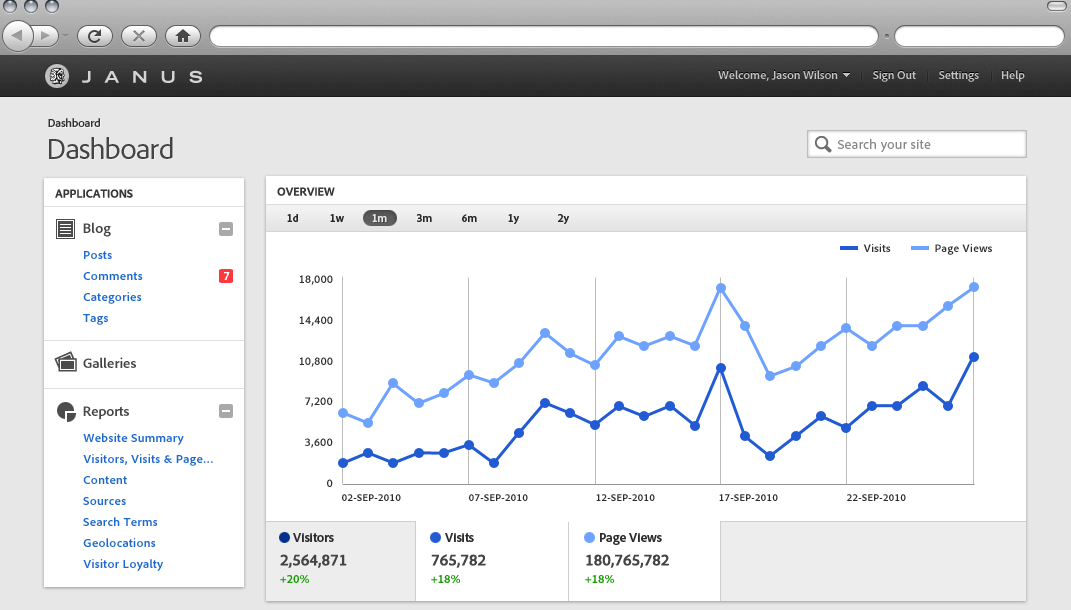 JANUS
Welcome, Jason Wilson
Sign Out
Settings
Help
Dashboard
Dashboard
Search your site
APPLICATIONS
Blog
Posts
Comments
7
Categories
Tags
Galleries
Reports
Website Summary
Visitors, Visits & Page...
Content
Sources
Search Terms
Geolocations
Visitor Loyalty
OVERVIEW
1d 1w 1m 3m 6m 1y 2y
Visits Page Views
18,000
14,400
10,800
7,200
3,600
0
02-SEP-2010 07-SEP-2010 12-SEP-2010 17-SEP-2010 22-SEP-2010
Visitors
2,564,871
+20%
Visits
765,782
+18%
Page Views
180,765,782
+18%